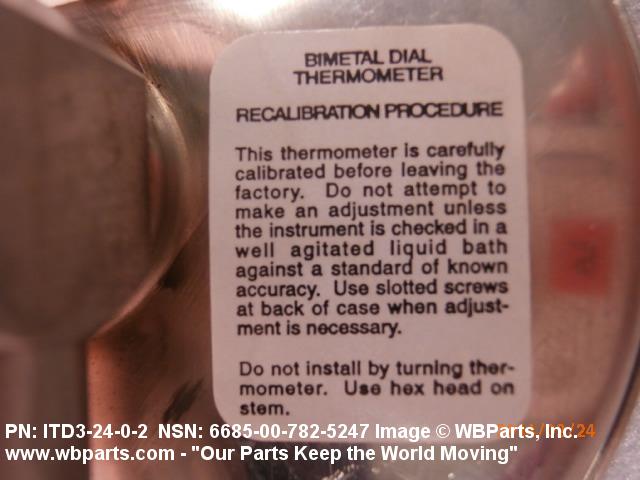 BIMETAL DIAL
THERMOMETER
RECALIBRATION PROCEDURE
This thermometer is carefully
calibrated before leaving the
factory. Do not attempt to
make an adjustment unless
the instrument is checked in a
well agitated liquid bath
against a standard of known
accuracy. Use slotted screws
at back of case when adjust-
ment is necessary.
Do not install by turning ther-
mometer. Use hex head on
stem.
PN: ITD3-24-0-2 NSN: 6685-00-782-5247 Image © WBParts, Inc.
www.wbparts.com - "Our Parts Keep the World Moving"